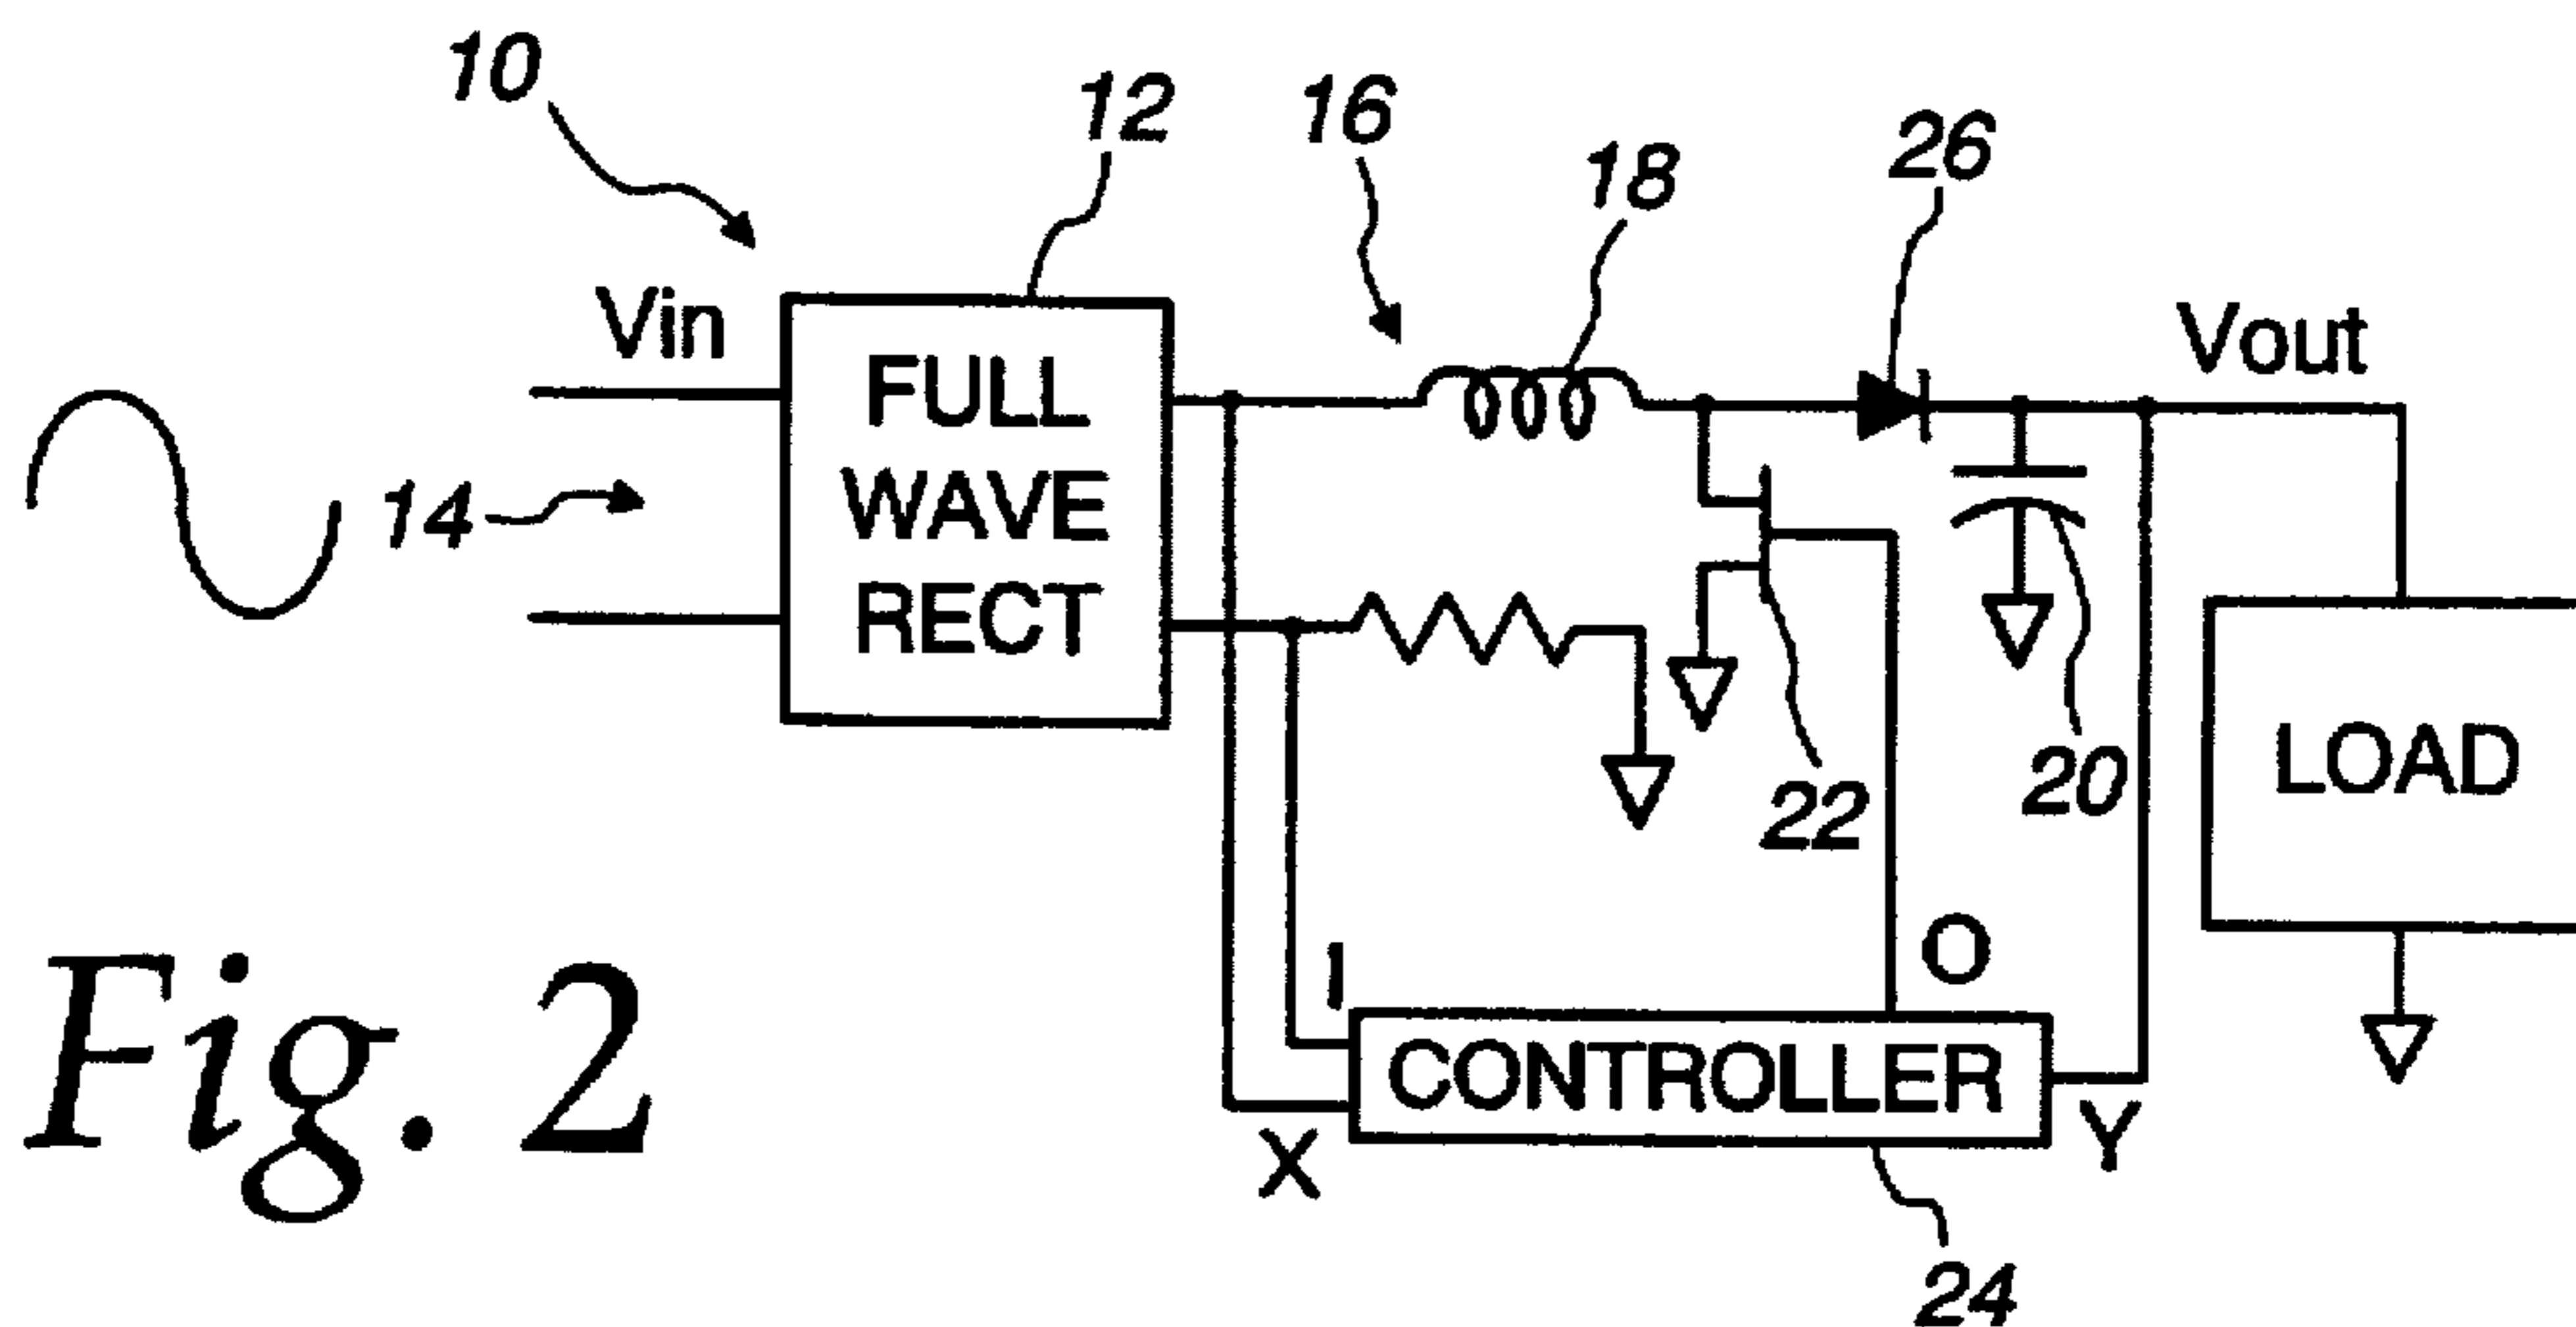 10
12
16
18
26
Vin
Vout
FULL
WAVE
RECT
14
LOAD
22
20
I
O
CONTROLLER
X
Y
24
Fig. 2